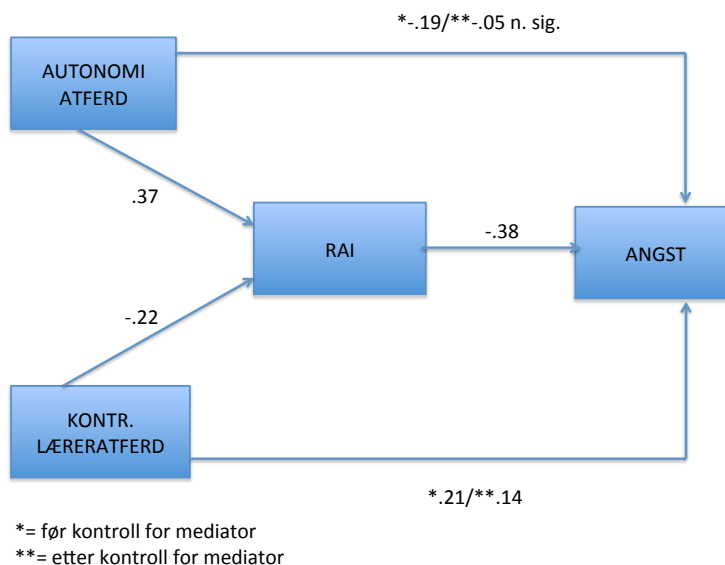 *-.19/**-.05 n. sig.
AUTONOMI
ATFERD
.37
RAI
-.38
ANGST
-.22
KONTR.
LÆRERATFERD
*.21/**.14
*= før kontroll for mediator
**= etter kontroll for mediator